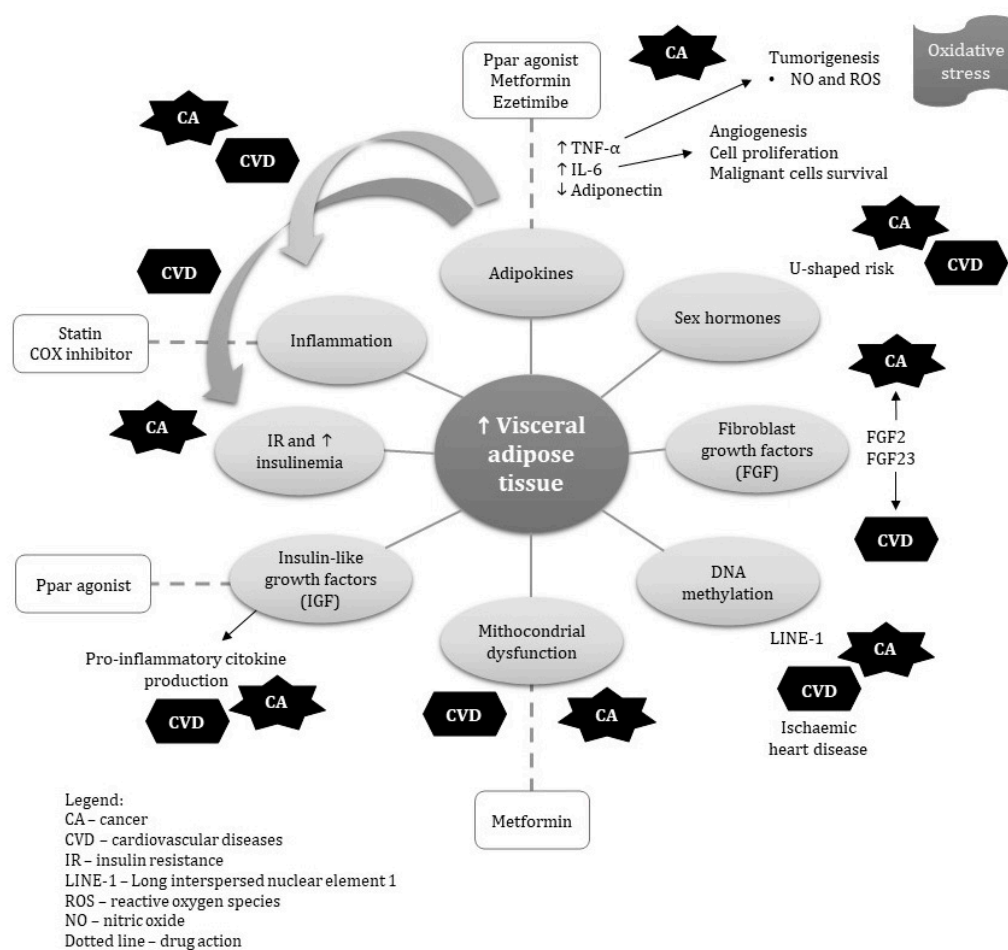 CA
Ppar agonist
Metformin
Ezetimibe
Tumorigenesis
• NO and ROS
Oxidative
stress
↑ TNF-α
↑ IL-6
↓ Adiponectin
Angiogenesis
Cell proliferation
Malignant cells survival
CA
CVD
Adipokines
CA
CVD
U-shaped risk
Sex hormones
CVD
Statin
COX inhibitor
Inflammation
CA
IR and ↑
insulinemia
↑ Visceral
adipose
tissue
Fibroblast
growth factors
(FGF)
CA
FGF2
FGF23
CVD
Ppar agonist
Insulin-like
growth factors
(IGF)
DNA
methylation
Pro-inflammatory citokine
production
CVD
CA
Mithocondrial
dysfunction
CVD
CA
LINE-1
CA
CVD
Ischaemic
heart disease
Metformin
Legend:
CA – cancer
CVD – cardiovascular diseases
IR – insulin resistance
LINE-1 – Long interspersed nuclear element 1
ROS – reactive oxygen species
NO – nitric oxide
Dotted line – drug action